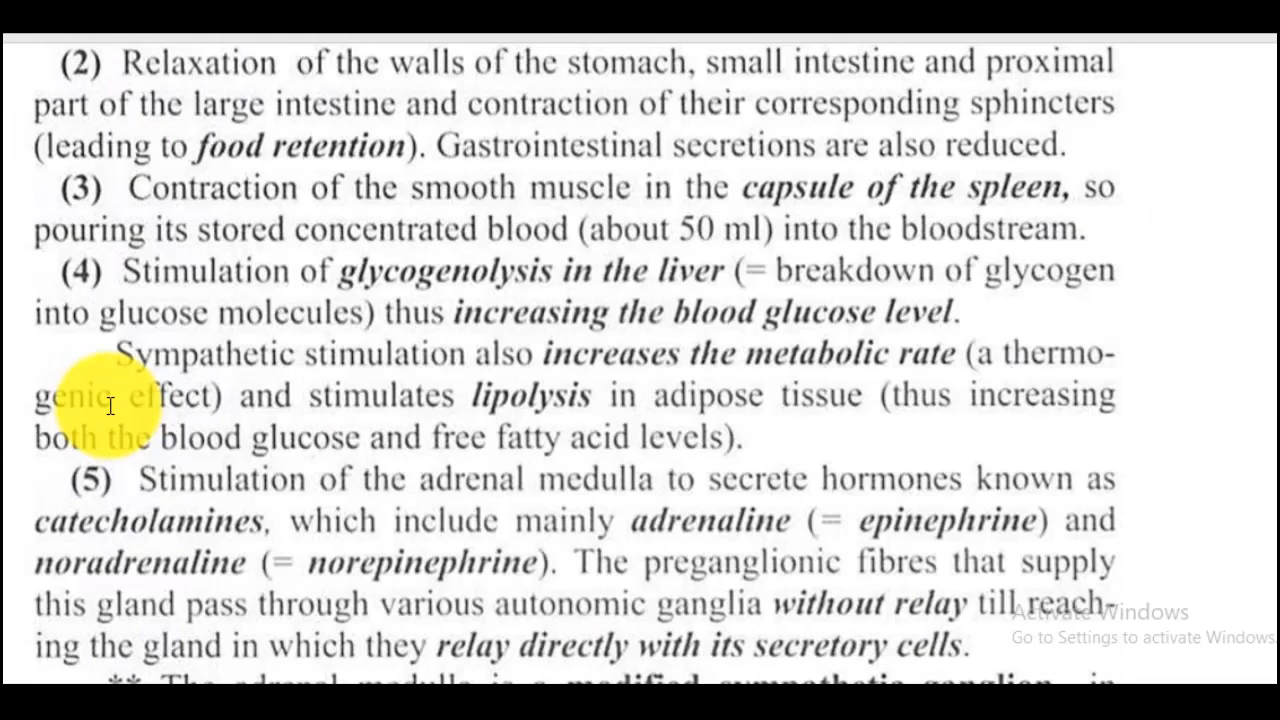 (2) Relaxation of the walls of the stomach, small intestine and proximal
part of the large intestine and contraction of their corresponding sphincters
(leading to food retention). Gastrointestinal secretions are also reduced.
(3) Contraction of the smooth muscle in the capsule of the spleen, so
pouring its stored concentrated blood (about 50 ml) into the bloodstream.
(4) Stimulation of glycogenolysis in the liver (= breakdown of glycogen
into glucose molecules) thus increasing the blood glucose level.
Sympathetic stimulation also increases the metabolic rate (a thermo-
genic effect) and stimulates lipolysis in adipose tissue (thus increasing
both the blood glucose and free fatty acid levels).
(5) Stimulation of the adrenal medulla to secrete hormones known as
catecholamines, which include mainly adrenaline (= epinephrine) and
noradrenaline (= norepinephrine). The preganglionic fibres that supply
this gland pass through various autonomic ganglia without relay till reach-
ing the gland in which they relay directly with its secretory cells.
** The adrenal medulla is a modified sympathetic ganglion, in
Activate Windows
Go to Settings to activate Windows